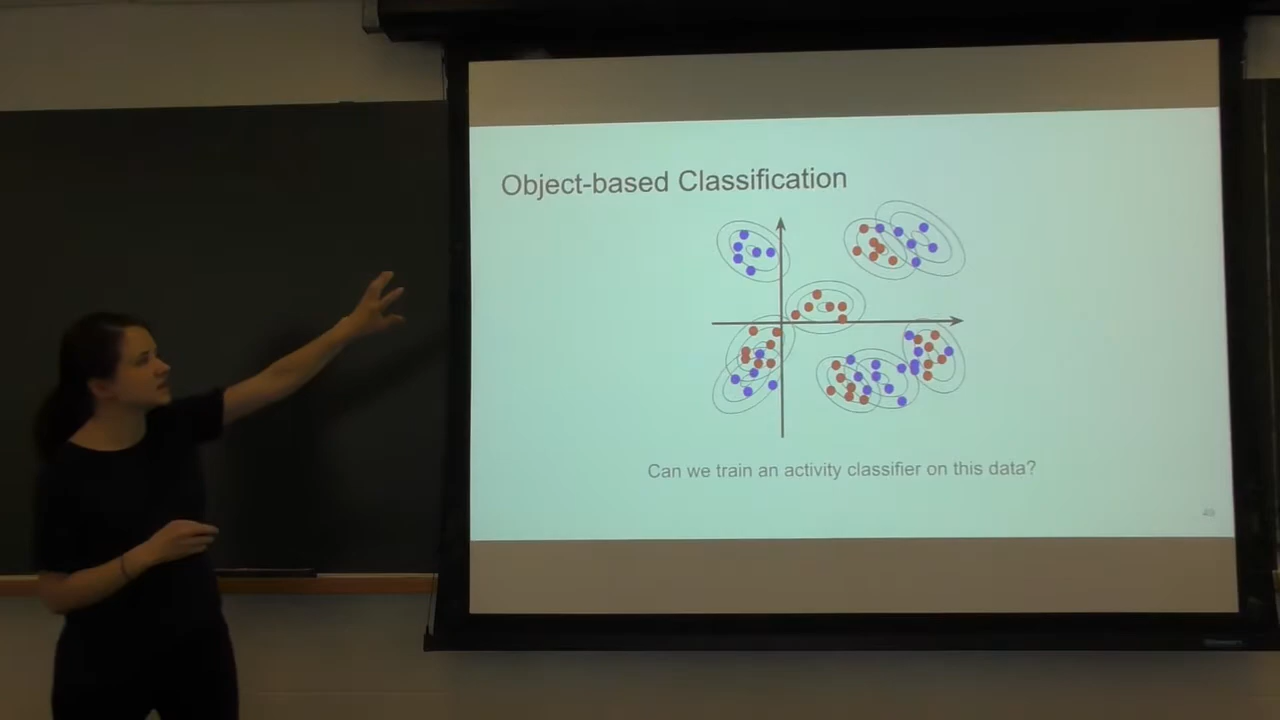 Object-based Classification
Can we train an activity classifier on this data?